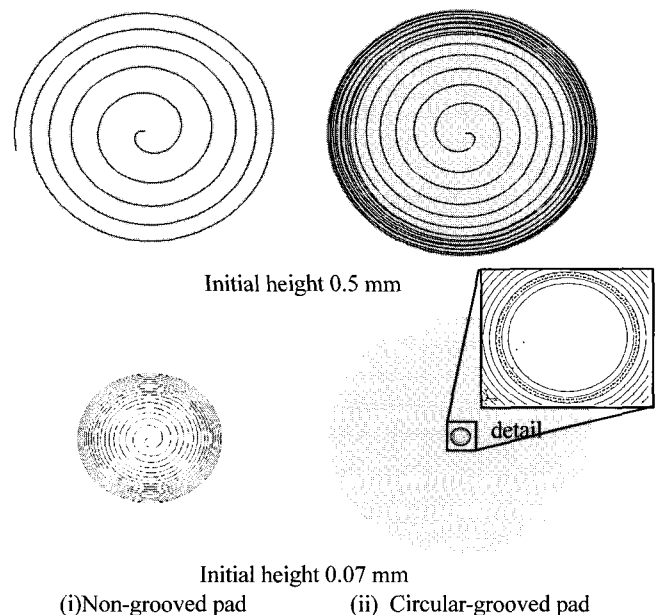 Initial height 0.5 mm
detail
Initial height 0.07 mm
(i)Non-grooved pad
(ii) Circular-grooved pad